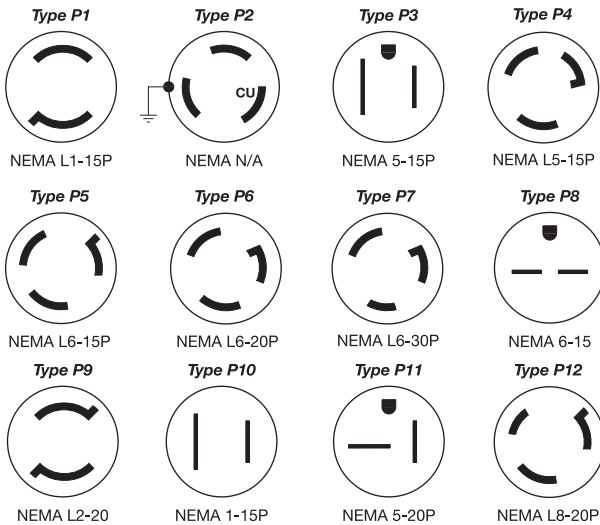 Type P1 Type P2 Type P3 Type P4
CU
NEMA L1-15P NEMA N/A NEMA 5-15P NEMA L5-15P
Type P5 Type P6 Type P7 Type P8
NEMA L6-15P NEMA L6-20P NEMA L6-30P NEMA 6-15
Type P9 Type P10 Type P11 Type P12
NEMA L2-20 NEMA 1-15P NEMA 5-20P NEMA L8-20P